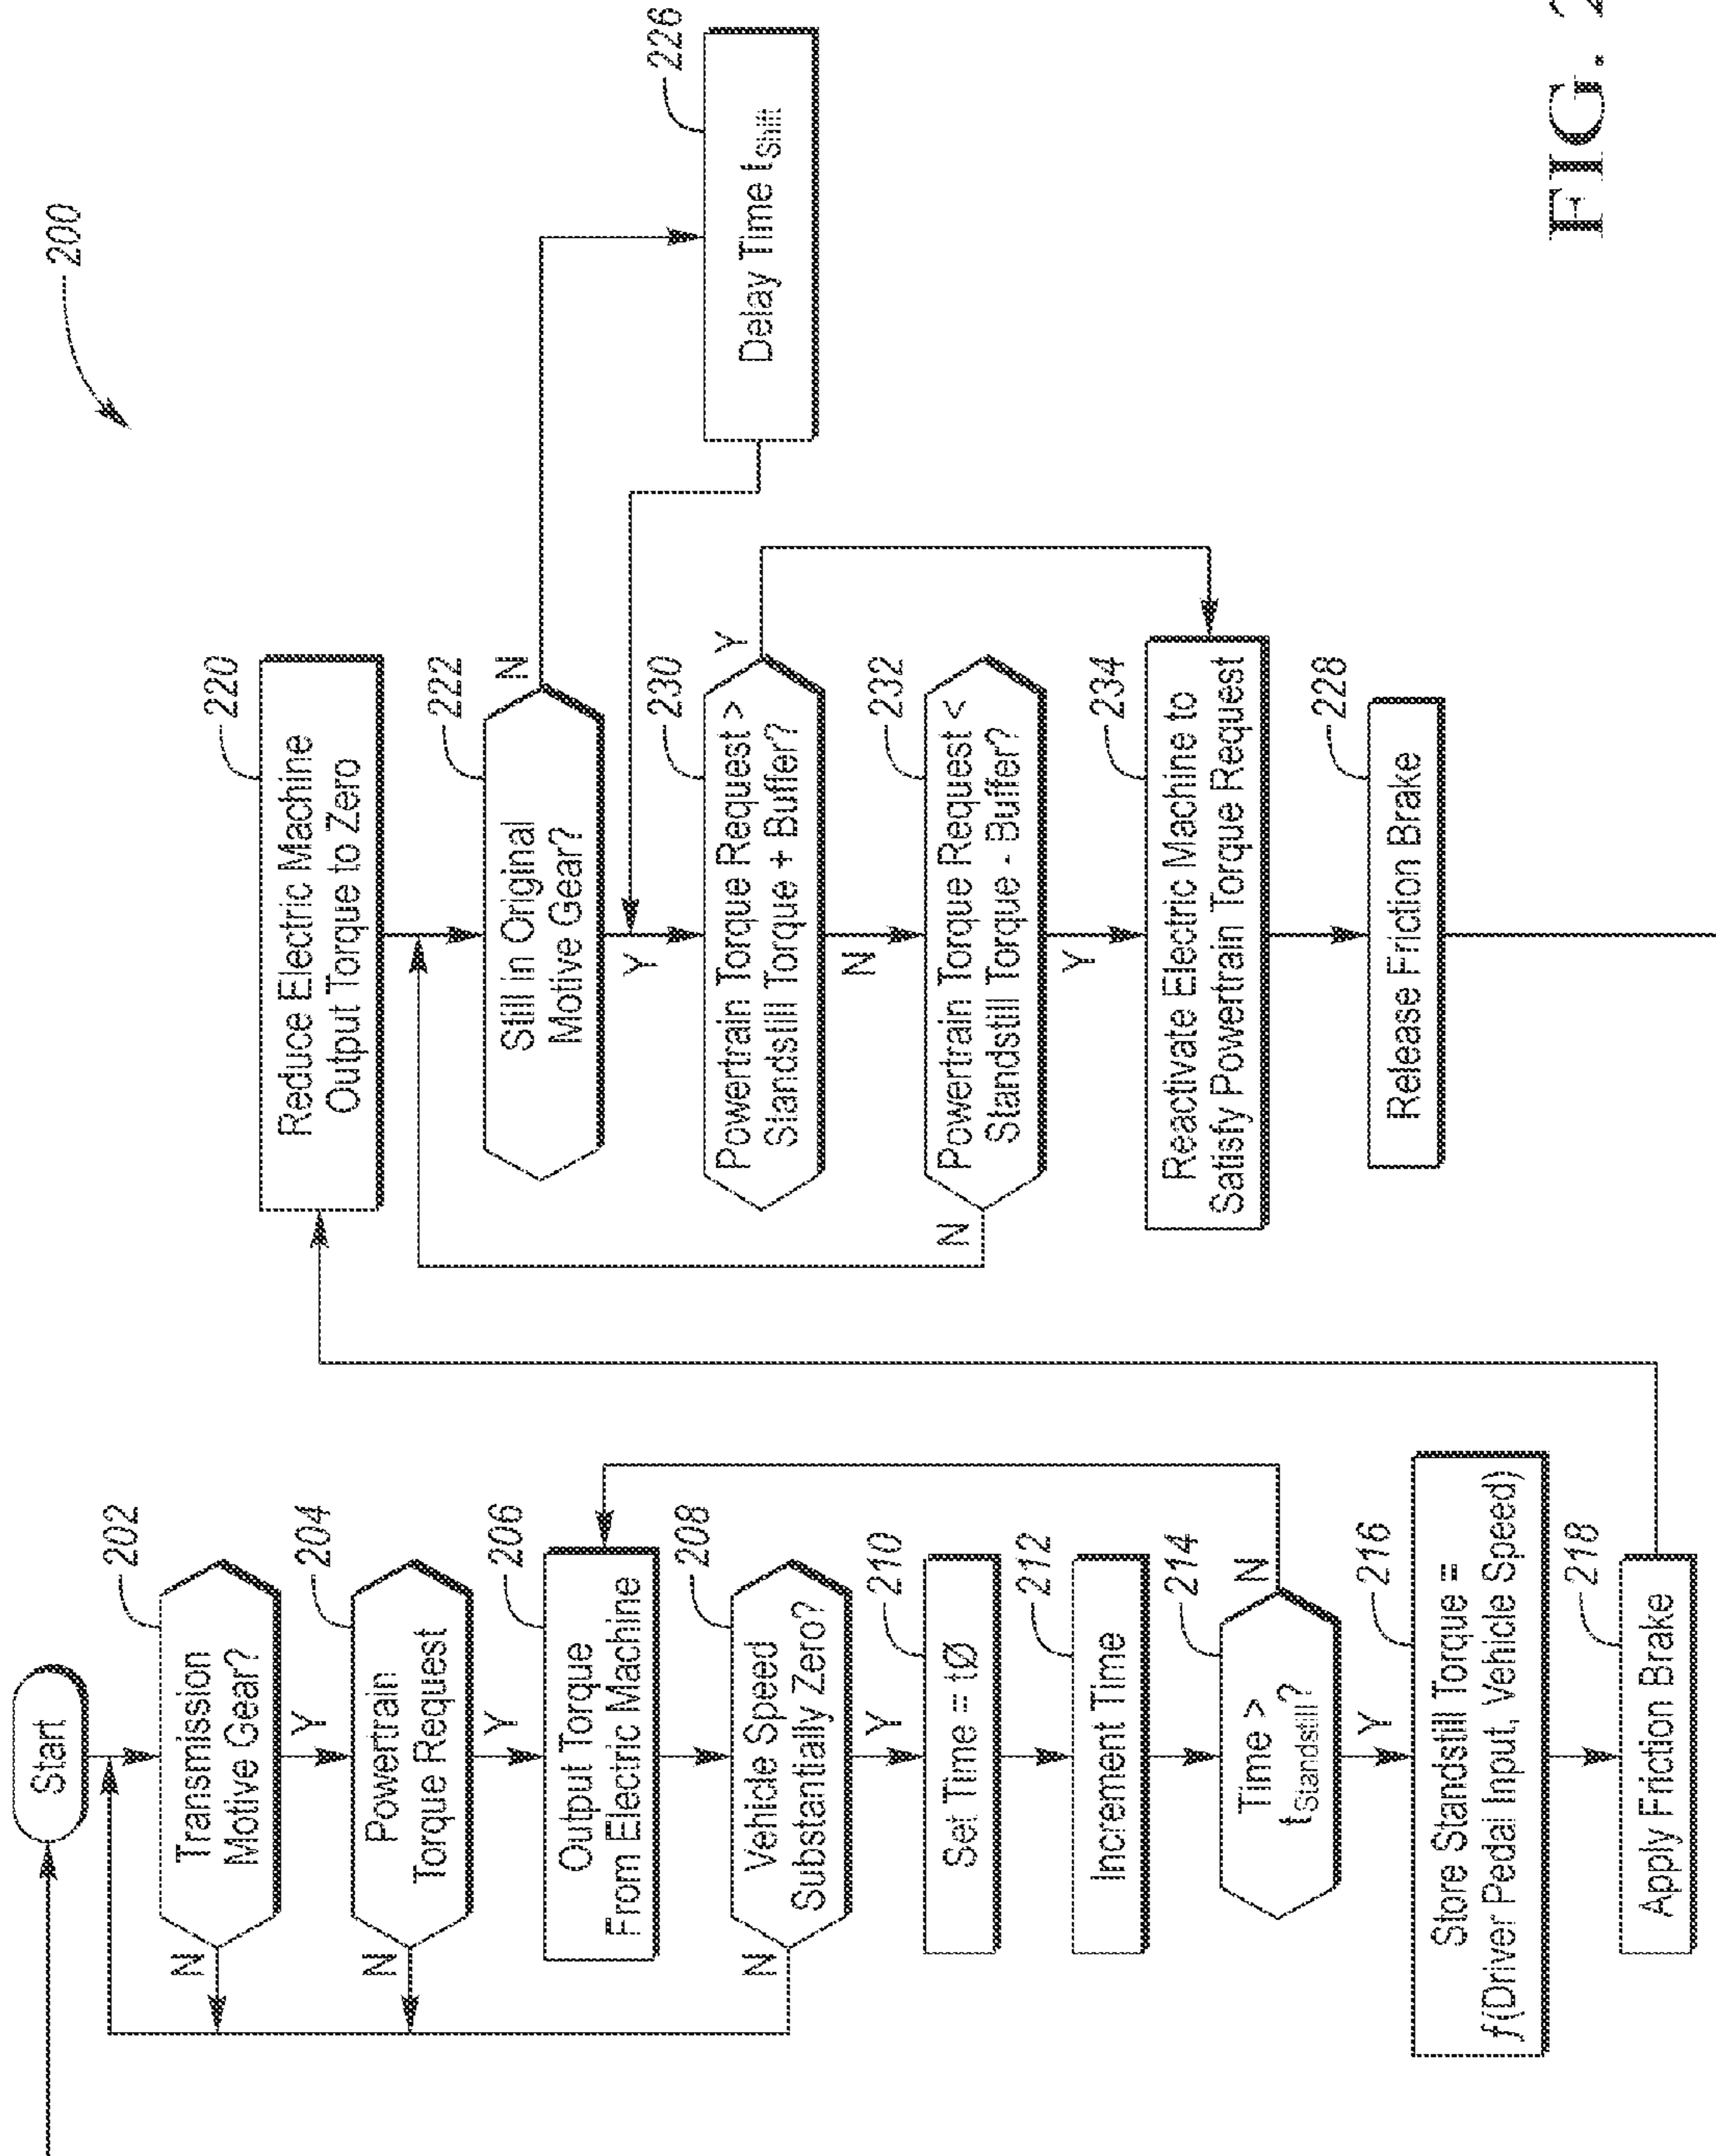 200
Start
202
Transmission
Motive Gear?
N
Y
204
Powertrain
Torque Request
N
Y
206
Output Torque
From Electric Machine
208
Vehicle Speed
Substantially Zero?
N
Y
210
Set Time = tØ
212
Increment Time
214
Time >
tStandstill?
N
Y
216
Store Standstill Torque =
f(Driver Pedal Input, Vehicle Speed)
218
Apply Friction Brake
220
Reduce Electric Machine
Output Torque to Zero
222
Still in Original
Motive Gear?
N
Y
226
Delay Time tShift
230
Powertrain Torque Request >
Standstill Torque + Buffer?
Y
N
232
Powertrain Torque Request <
Standstill Torque - Buffer?
N
Y
234
Reactivate Electric Machine to
Satisfy Powertrain Torque Request
228
Release Friction Brake
FIG. 2